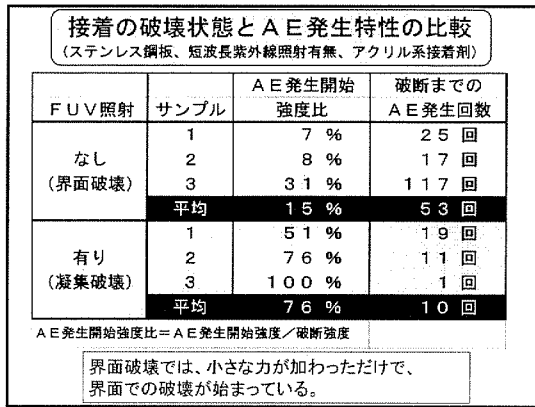 接着の破壊状態とＡＥ発生特性の比較
(ステンレス鋼板、短波長紫外線照射有無、アクリル系接着剤)
ＡＥ発生開始 破断までの
ＦＵＶ照射 サンプル 強度比 ＡＥ発生回数
1 7 % 25 回
なし 2 8 % 17 回
(界面破壊) 3 31 % 117 回
平均 15 % 53 回
1 51 % 19 回
有り 2 76 % 11 回
(凝集破壊) 3 100 % 1 回
平均 76 % 10 回
ＡＥ発生開始強度比＝ＡＥ発生開始強度／破断強度
界面破壊では、小さな力が加わっただけで、
界面での破壊が始まっている。